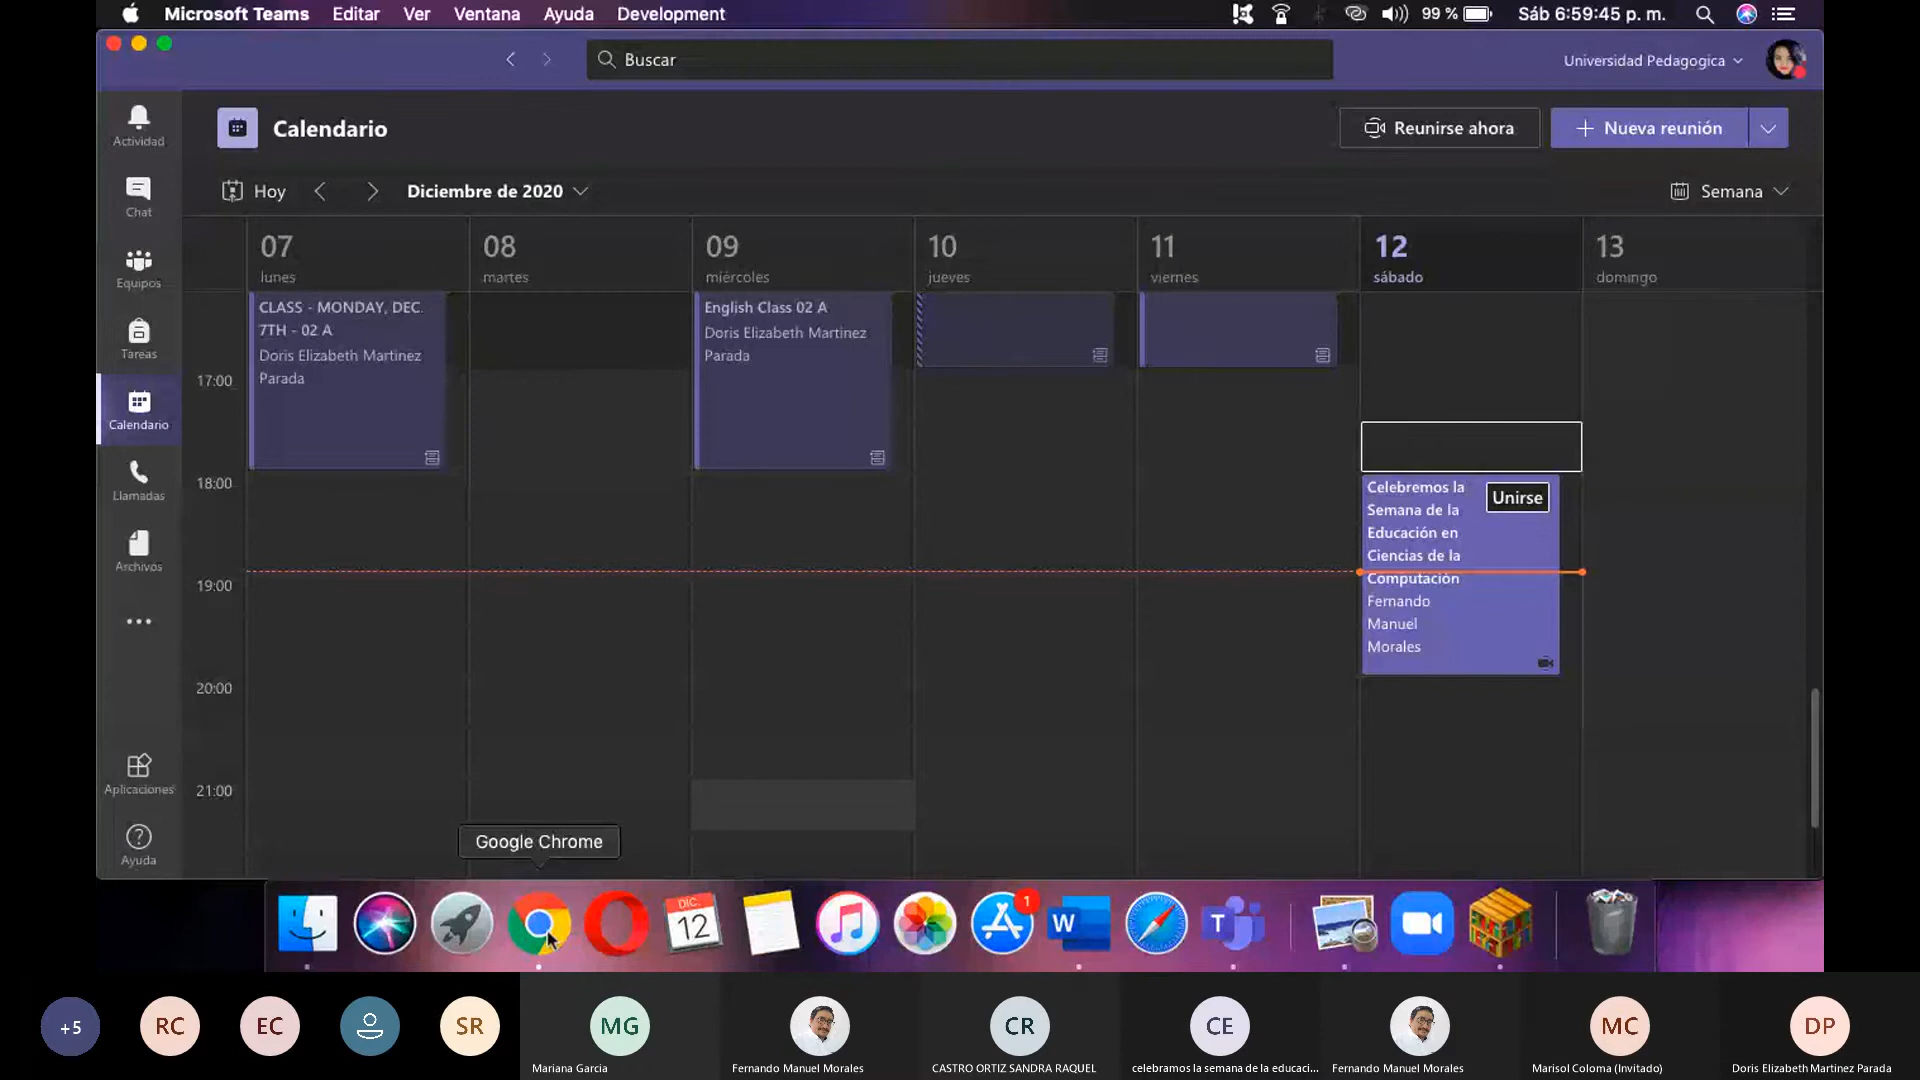 Microsoft Teams Editar Ver Ventana Ayuda Development 99 % Sáb 6:59:45 p. m.
Buscar Universidad Pedagogica
Actividad
Chat
Equipos
Tareas
Calendario
Llamadas
Archivos
Aplicaciones
Ayuda
Calendario Reunirse ahora Nueva reunión
Hoy Diciembre de 2020 Semana
07 08 09 10 11 12 13
lunes martes miércoles jueves viernes sábado domingo
17:00
18:00
19:00
20:00
21:00
CLASS - MONDAY, DEC.
7TH - 02 A
Doris Elizabeth Martinez
Parada
English Class 02 A
Doris Elizabeth Martinez
Parada
Celebremos la
Semana de la
Educación en
Ciencias de la
Computación
Fernando
Manuel
Morales
Unirse
Google Chrome
DIC.
12
1
W
T
+5 RC EC SR MG CR CE MC DP
Mariana Garcia Fernando Manuel Morales CASTRO ORTIZ SANDRA RAQUEL celebramos la semana de la educaci... Fernando Manuel Morales Marisol Coloma (Invitado) Doris Elizabeth Martinez Parada